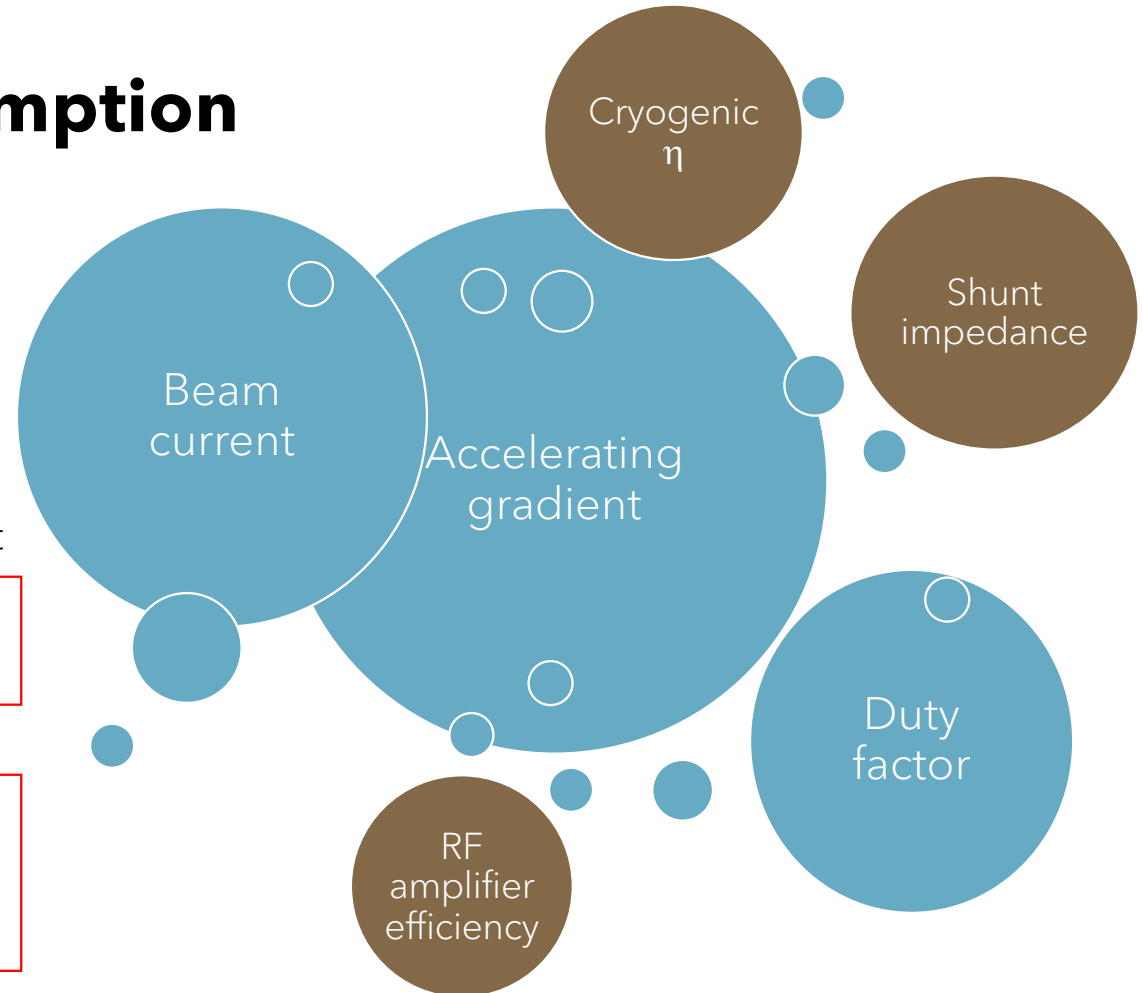 mption
Cryogenic
η
Shunt
impedance
Beam
current
Accelerating
gradient
t
Duty
factor
RF
amplifier
efficiency